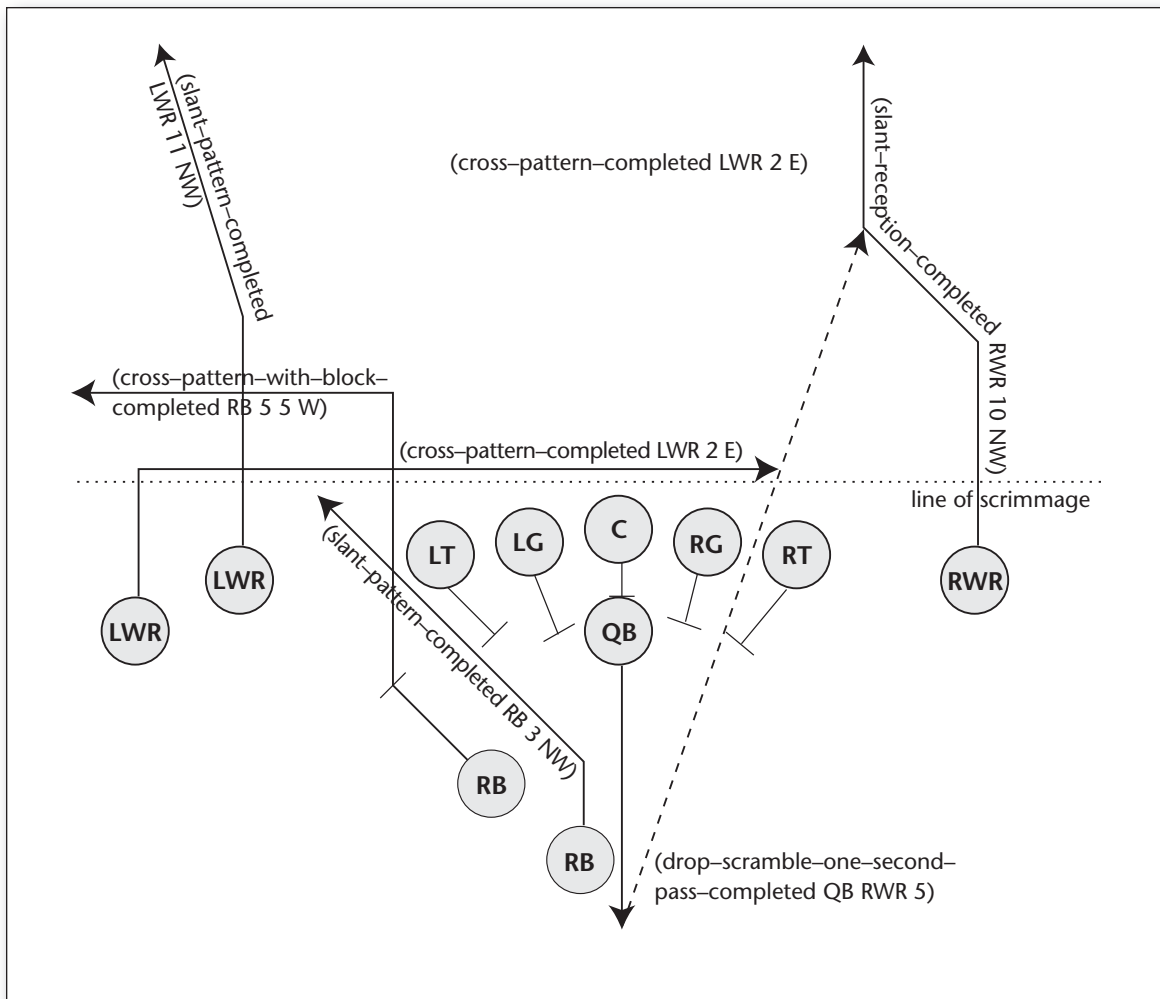 (slant–pattern–completed
LWR 11 NW)
(cross–pattern–completed LWR 2 E)
(slant–reception–completed RWR 10 NW)
(cross–pattern–with–block–
completed RB 5 5 W)
(cross–pattern–completed LWR 2 E)
line of scrimmage
LT
LG
C
RG
RT
LWR
LWR
RWR
QB
(slant–pattern–completed RB 3 NW)
RB
RB
(drop–scramble–one–second–
pass–completed QB RWR 5)